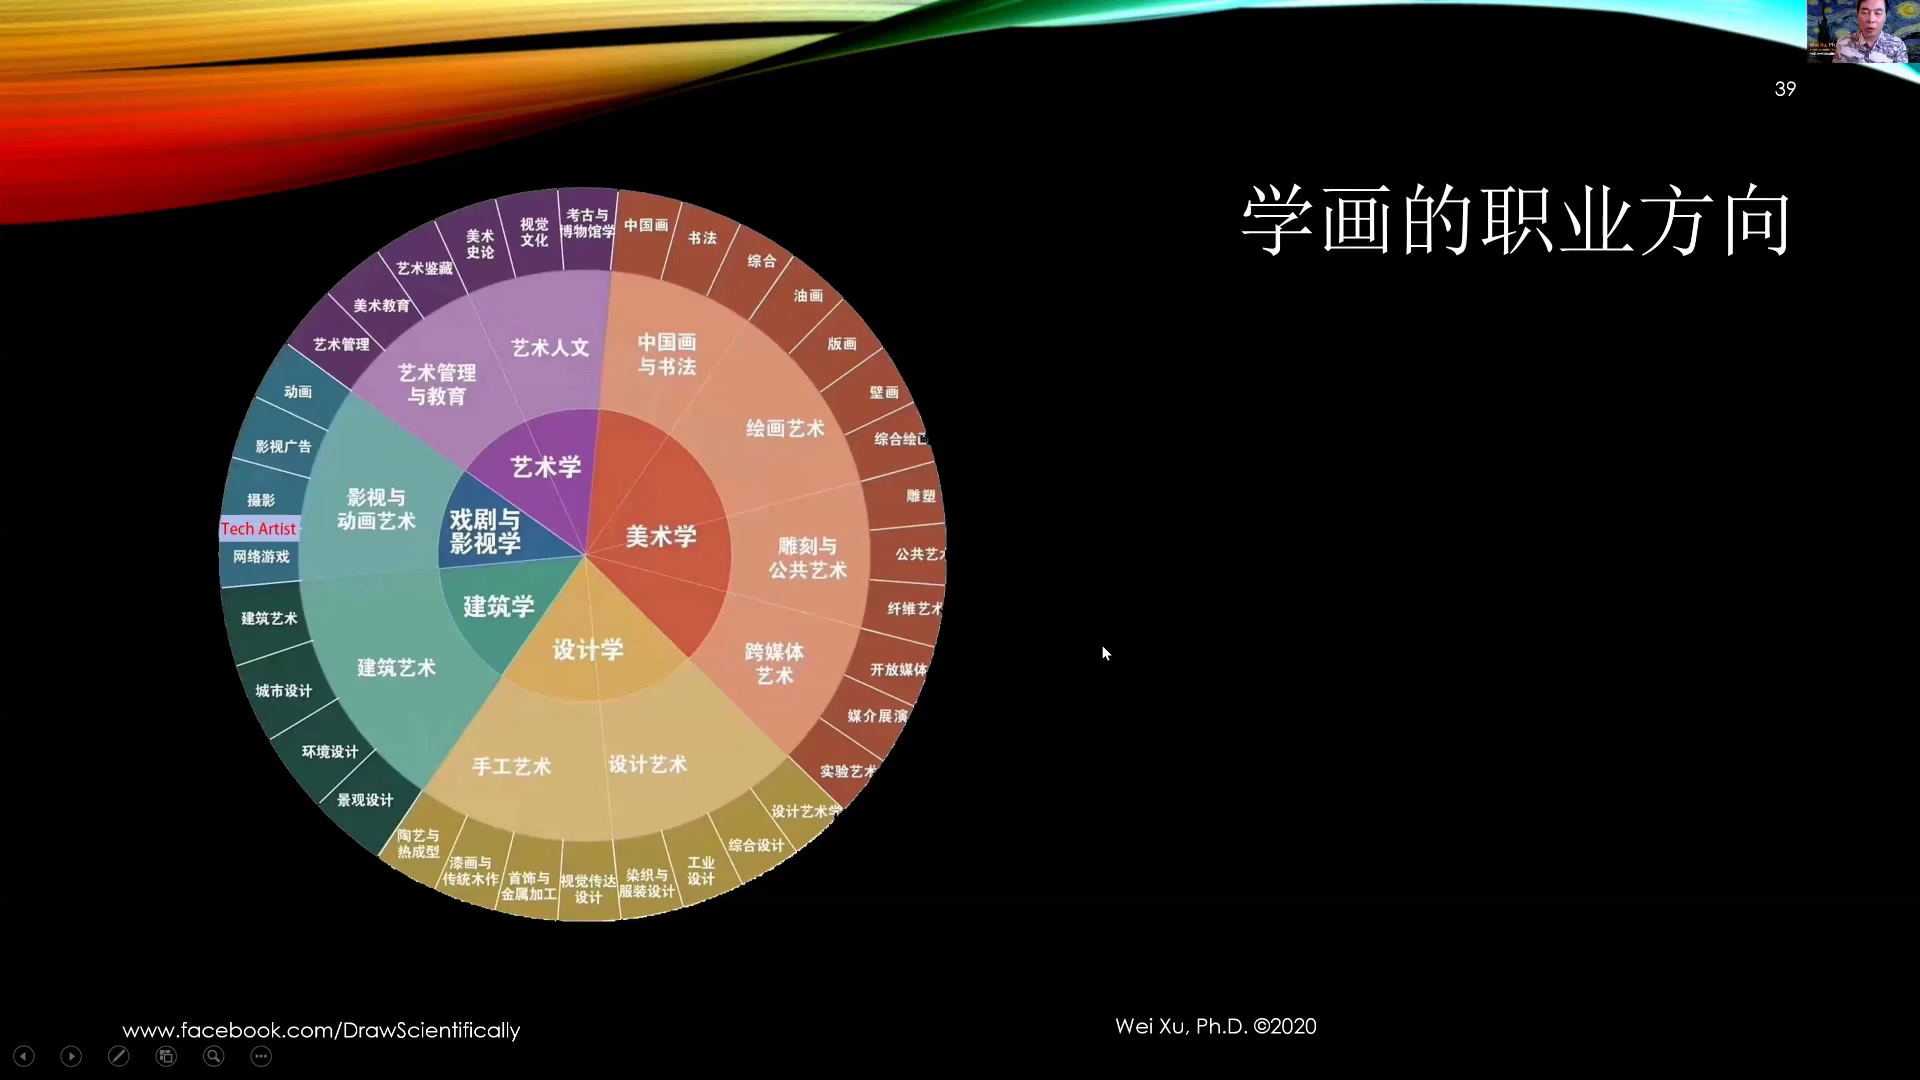 39
学画的职业方向
考古与
博物馆学
视觉
文化
美术
史论
艺术鉴藏
美术教育
艺术管理
中国画
书法
综合
油画
版画
壁画
综合绘画
雕塑
公共艺术
纤维艺术
开放媒体
媒介展演
实验艺术
艺术人文
艺术管理
与教育
中国画
与书法
绘画艺术
雕刻与
公共艺术
跨媒体
艺术
艺术学
美术学
戏剧与
影视学
建筑学
设计学
影视与
动画艺术
建筑艺术
手工艺术
设计艺术
动画
影视广告
摄影
Tech Artist
网络游戏
建筑艺术
城市设计
环境设计
景观设计
陶艺与
热成型
漆画与
传统木作
首饰与
金属加工
视觉传达
设计
染织与
服装设计
工业
设计
综合设计
设计艺术学
www.facebook.com/DrawScientifically
Wei Xu, Ph.D. ©2020